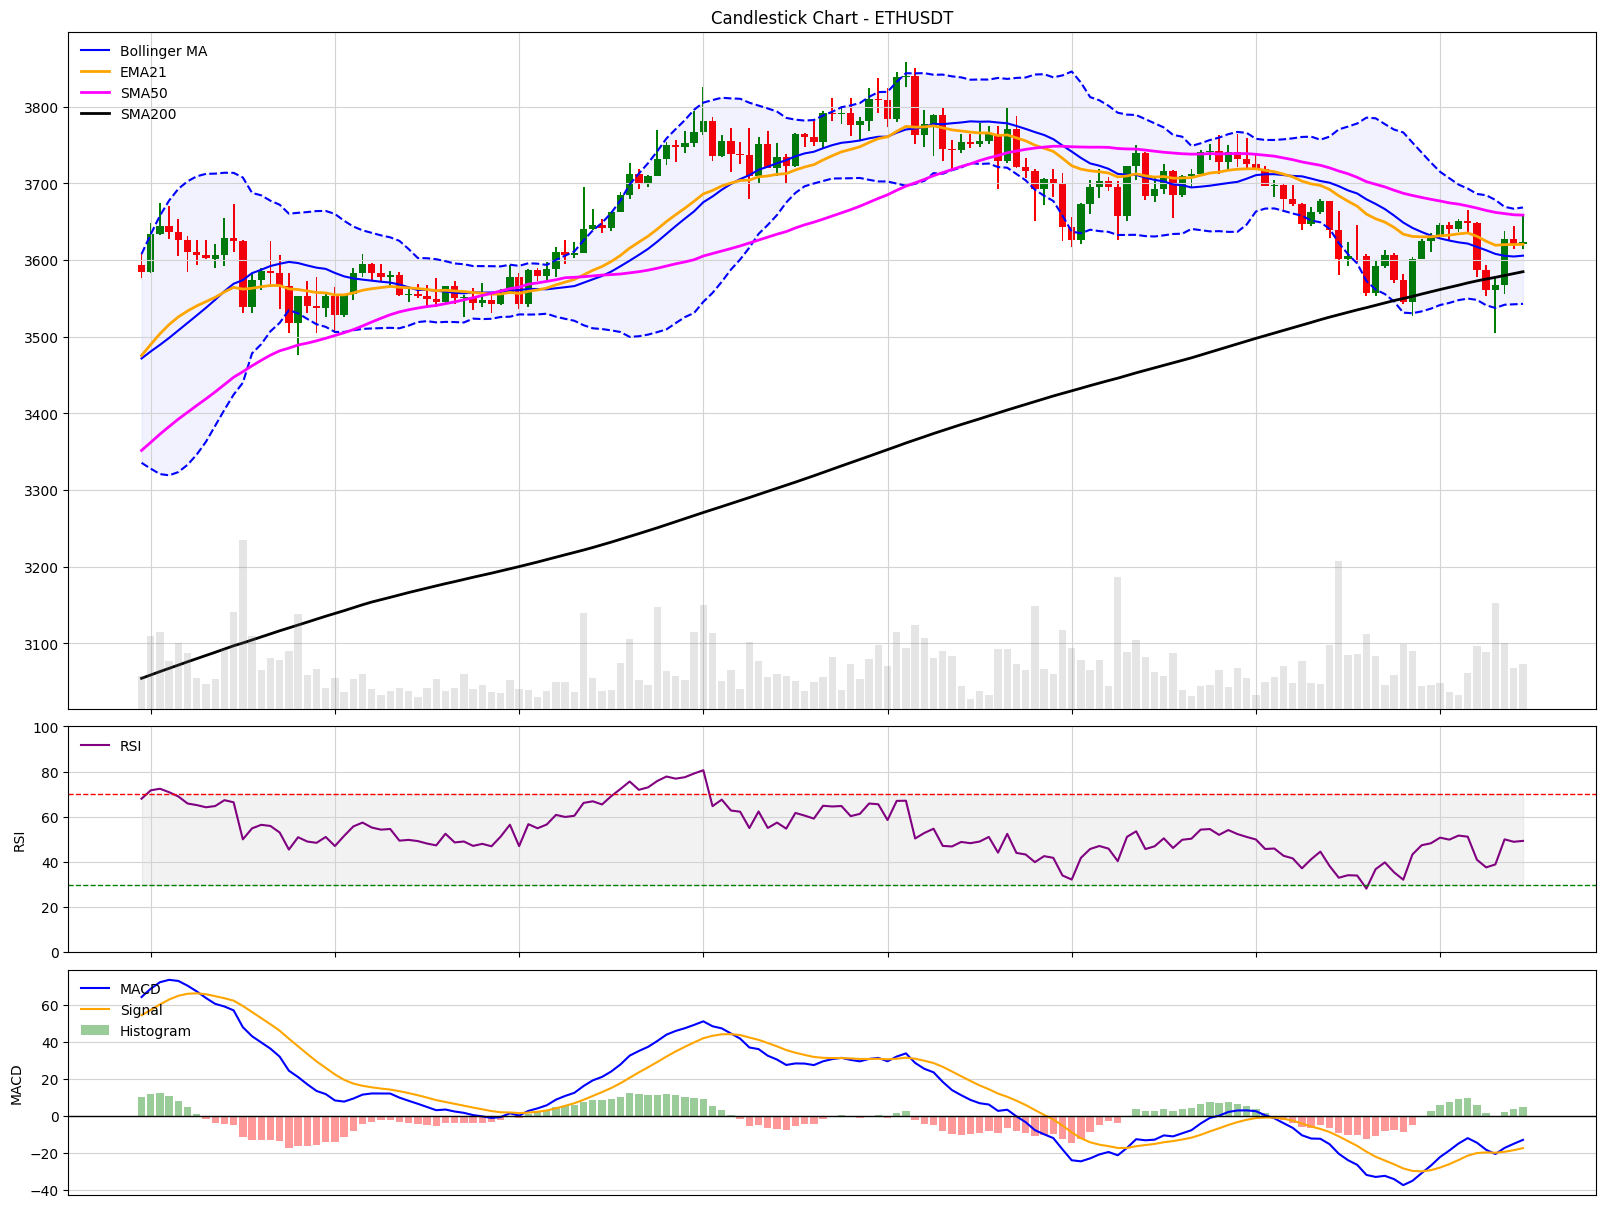 Candlestick Chart - ETHUSDT
Bollinger MA
EMA21
SMA50
SMA200
3800
3700
3600
3500
3400
3300
3200
3100
RSI
100
80
60
40
20
0
RSI
MACD
Signal
Histogram
60
40
20
0
−20
−40
MACD